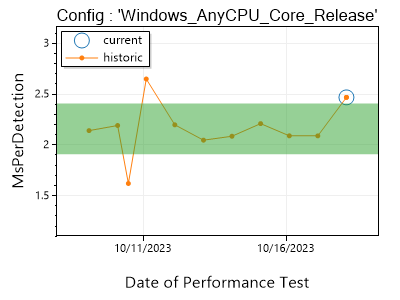 Config : 'Windows_AnyCPU_Core_Release'
current
historic
3
2.5
2
1.5
MsPerDetection
10/11/2023
10/16/2023
Date of Performance Test